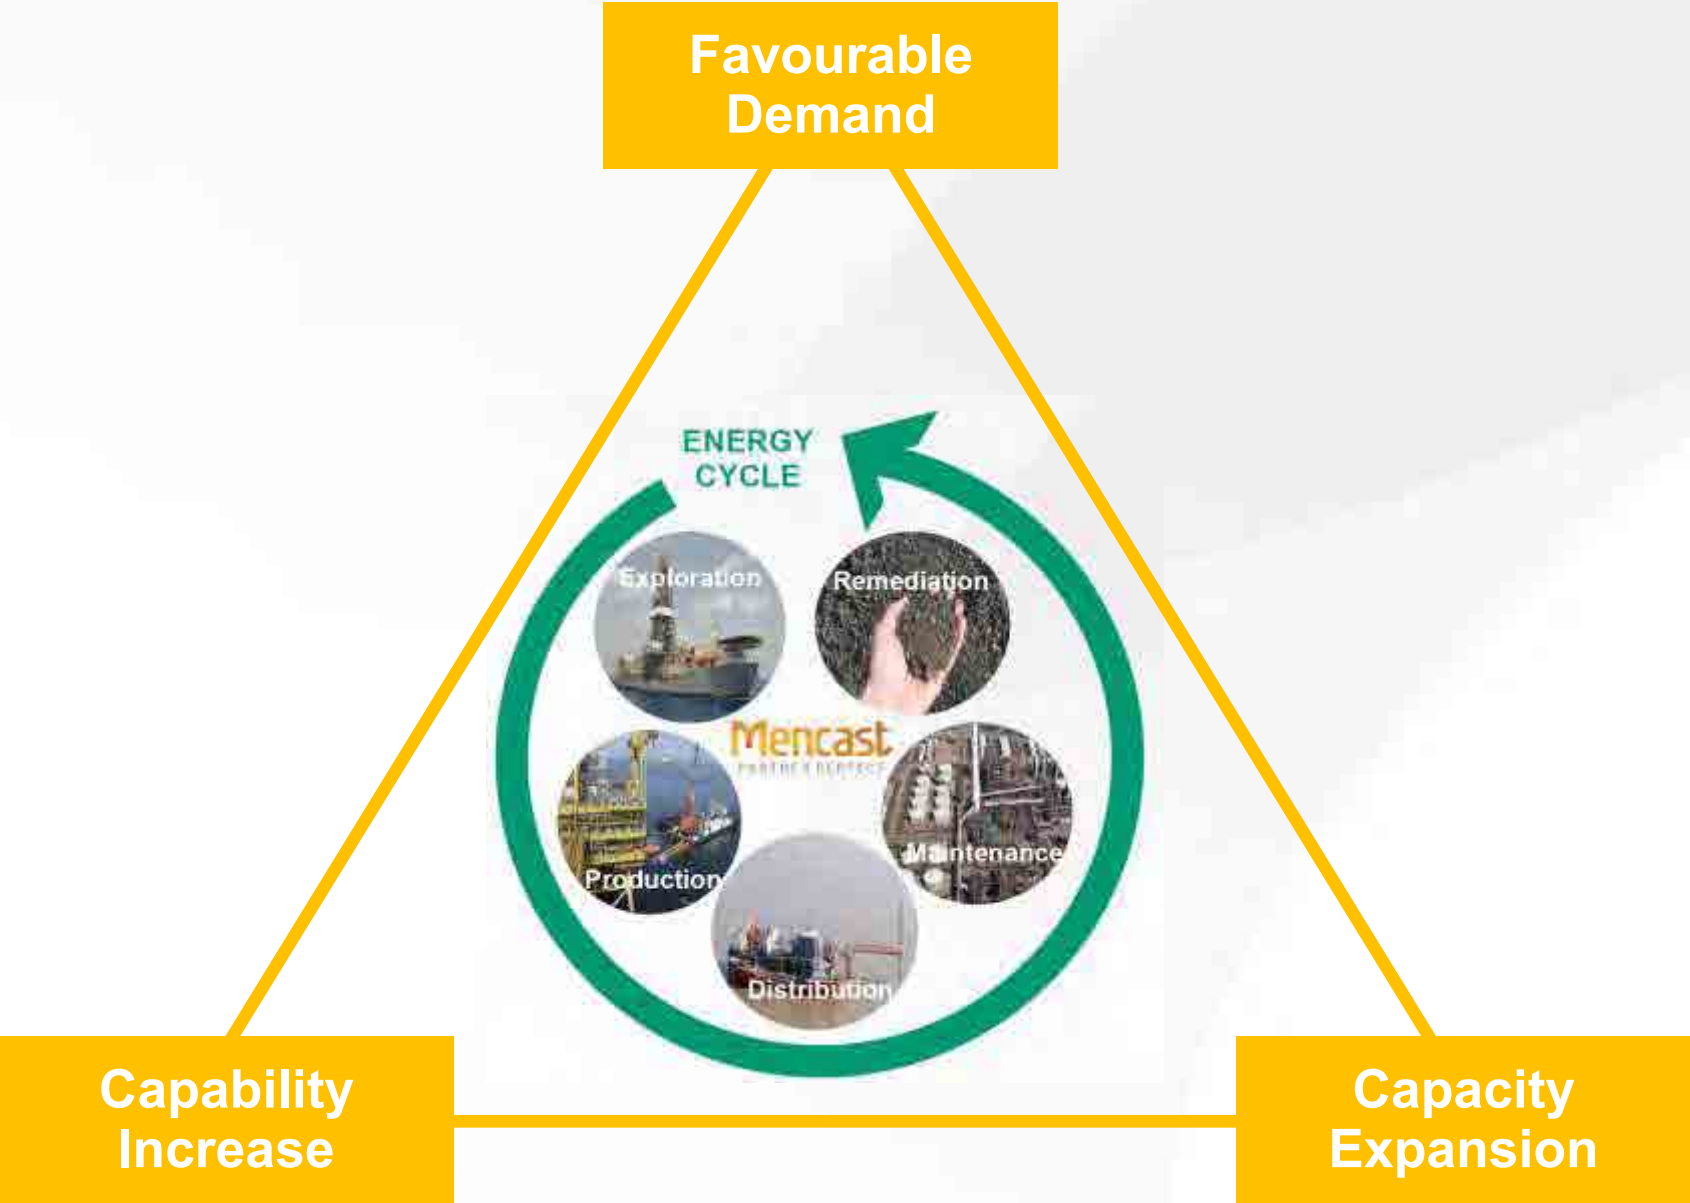 Favourable
Demand
ENERGY
CYCLE
Exploration
Remediation
Mencast
Production
Maintenance
Distribution
Capability
Increase
Capacity
Expansion